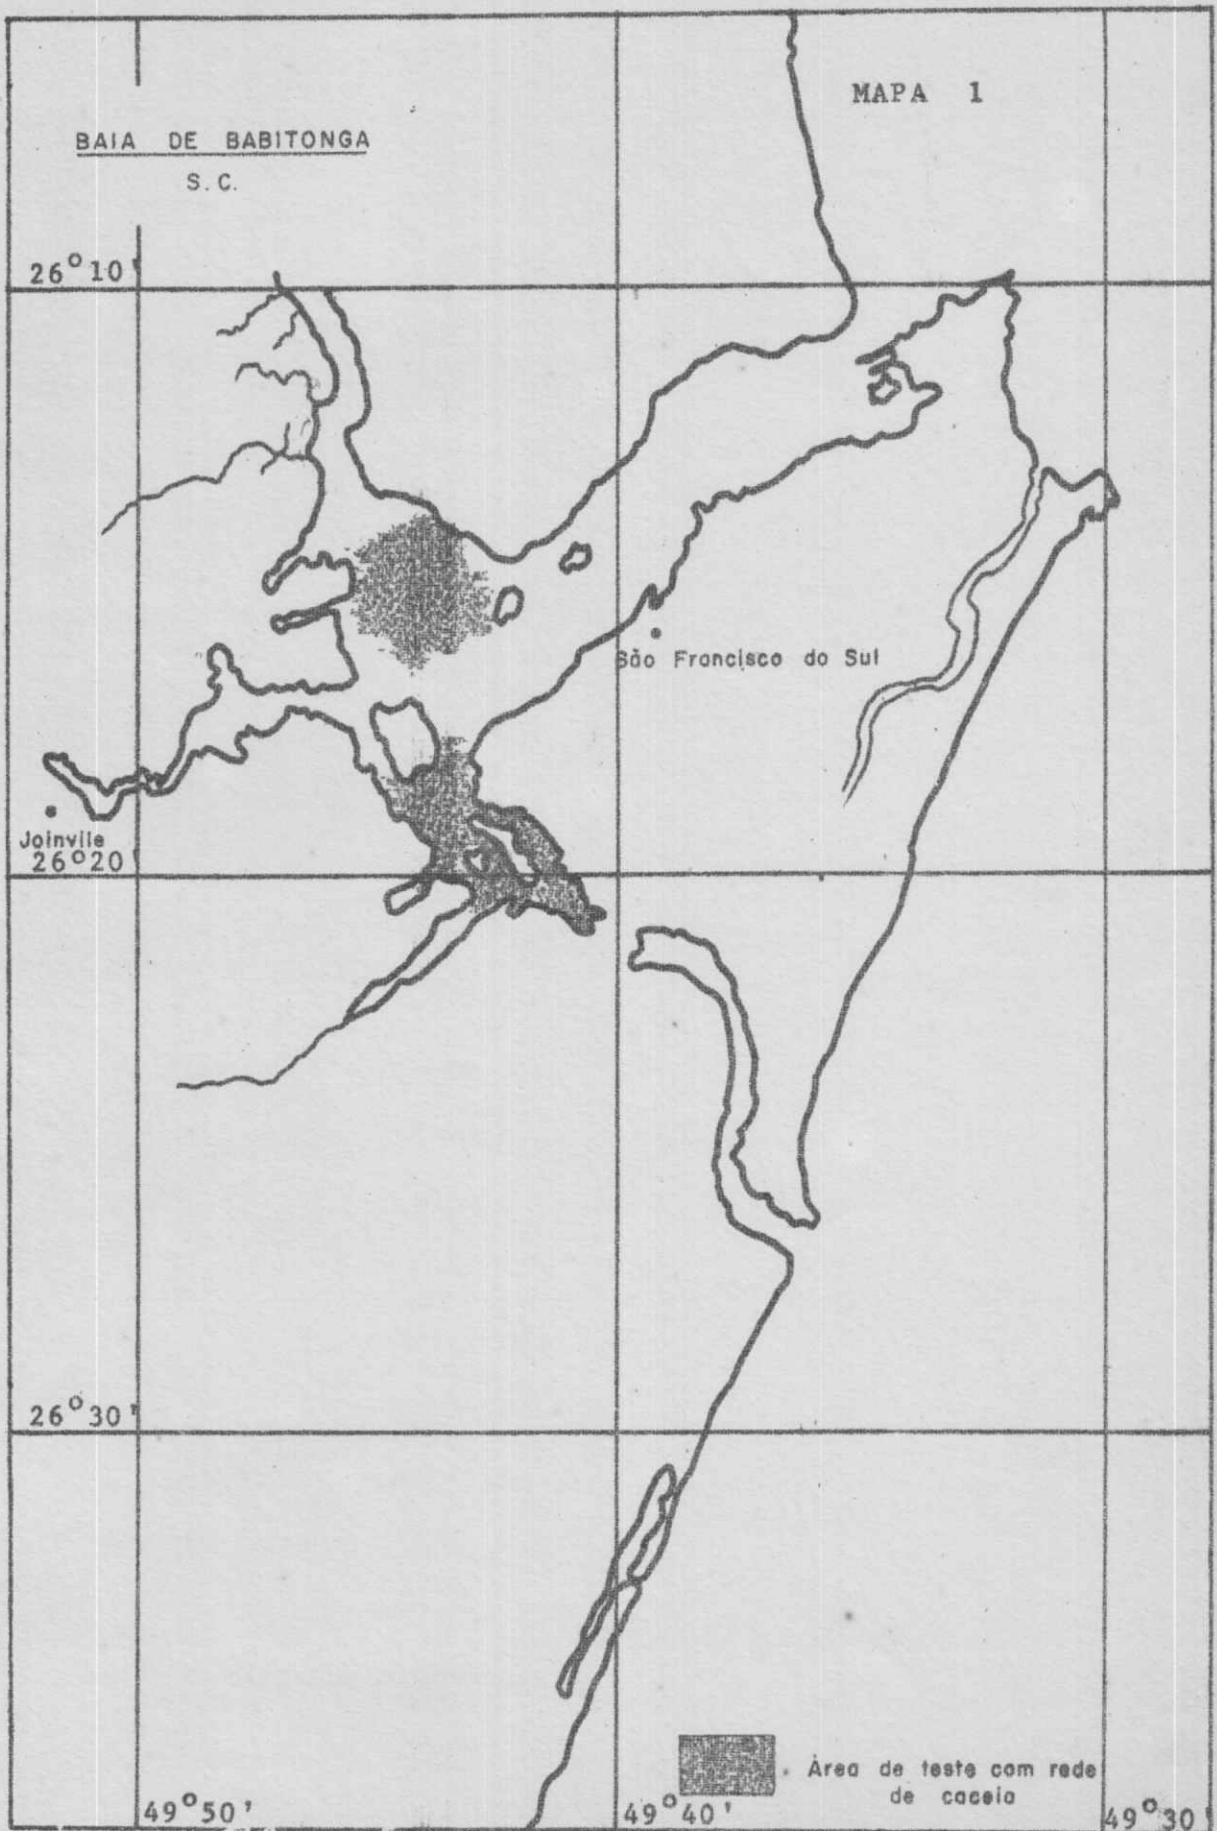 MAPA 1
BAIA DE BABITONGA
S. C.
26°10'
São Francisco do Sul
Joinvile
26°20'
26°30'
Área de teste com rede
de caceio
49°50'
49°40'
49°30'